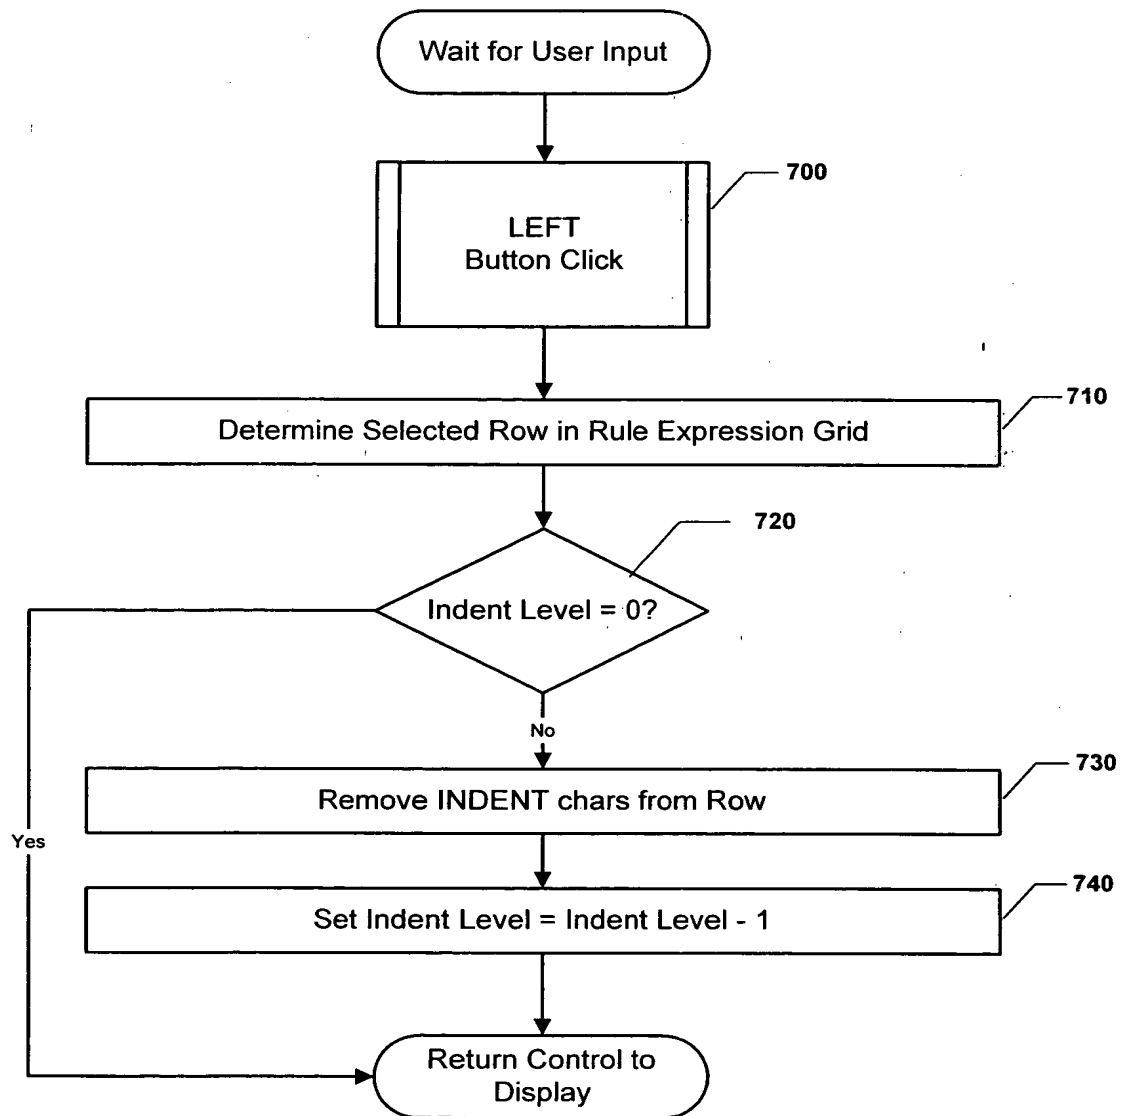 Wait for User Input
700
LEFT
Button Click
710
Determine Selected Row in Rule Expression Grid
720
Indent Level = 0?
No
730
Remove INDENT chars from Row
Yes
740
Set Indent Level = Indent Level - 1
Return Control to
Display